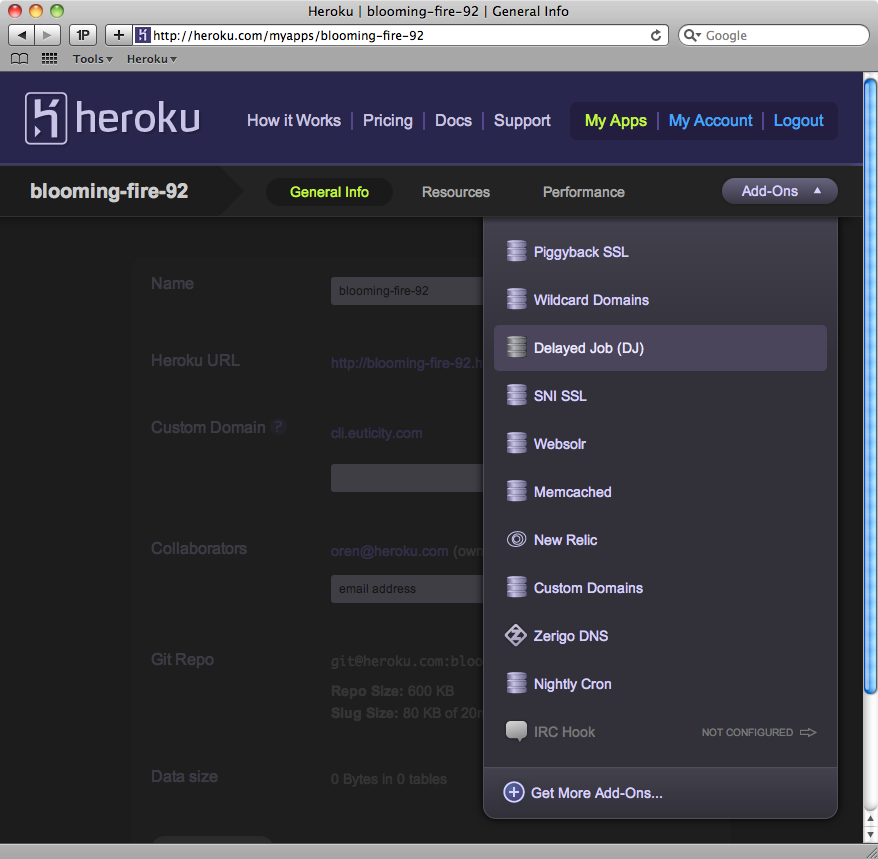 Heroku | blooming-fire-92 | General Info
1P
http://heroku.com/myapps/blooming-fire-92
Google
Tools Heroku
heroku
How it Works | Pricing | Docs | Support
My Apps | My Account | Logout
blooming-fire-92
General Info
Resources
Performance
Add-Ons
Name
blooming-fire-92
Heroku URL
http://blooming-fire-92.h
Custom Domain ?
cli.euticity.com
Collaborators
oren@heroku.com (own
email address
Git Repo
git@heroku.com:bloo
Repo Size: 600 KB
Slug Size: 80 KB of 20m
Data size
0 Bytes in 0 tables
Piggyback SSL
Wildcard Domains
Delayed Job (DJ)
SNI SSL
Websolr
Memcached
New Relic
Custom Domains
Zerigo DNS
Nightly Cron
IRC Hook
NOT CONFIGURED
Get More Add-Ons...